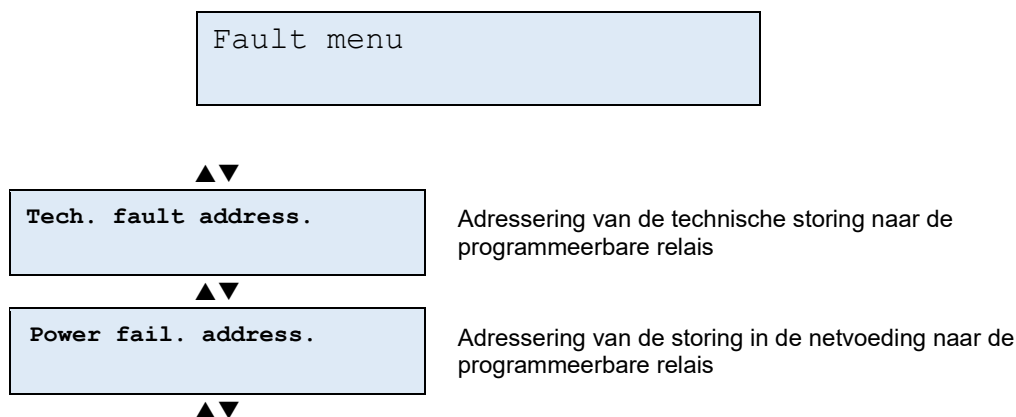 Fault menu
▲▼
Tech. fault address.
Adressering van de technische storing naar de
programmeerbare relais
▲▼
Power fail. address.
Adressering van de storing in de netvoeding naar de
programmeerbare relais
▲▼